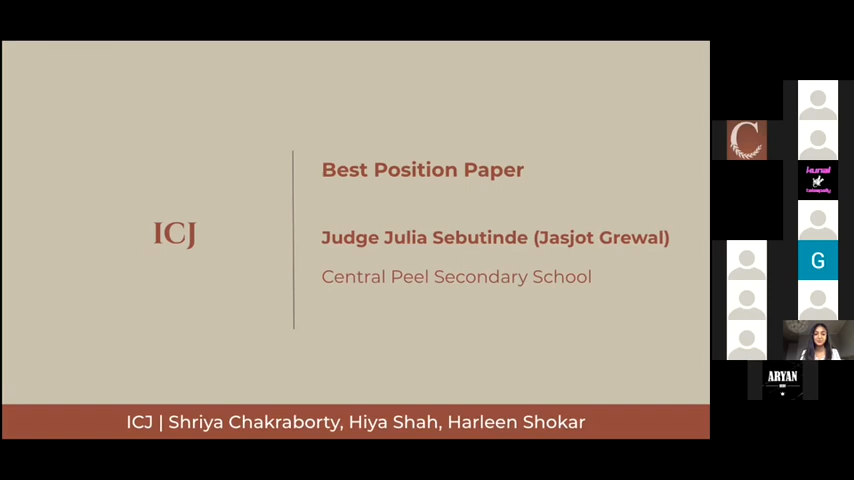 ICJ
Best Position Paper
Judge Julia Sebutinde (Jasjot Grewal)
Central Peel Secondary School
ICJ | Shriya Chakraborty, Hiya Shah, Harleen Shokar
C
kunal
G
ARYAN